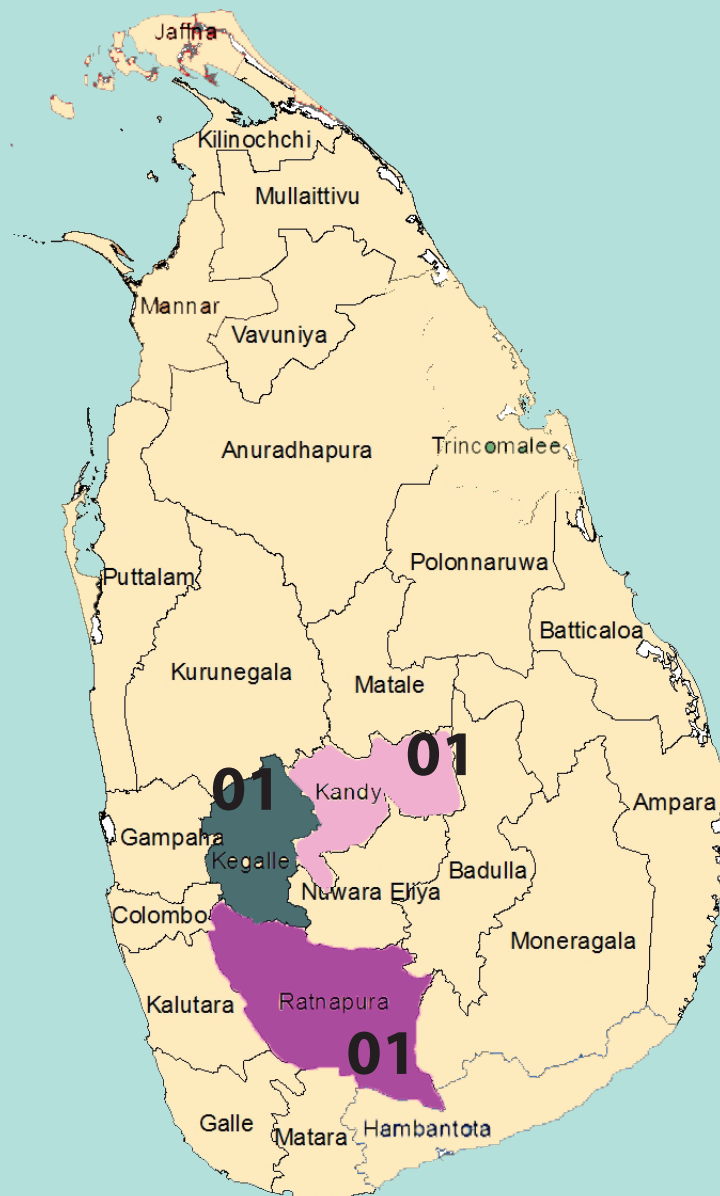 Jaffna
Kilinochchi
Mullaittivu
Mannar
Vavuniya
Anuradhapura
Trincomalee
Polonnaruwa
Puttalam
Batticaloa
Kurunegala
Matale
01
01
Kandy
Ampara
Gampaha
Kegalle
Badulla
Nuwara Eliya
Colombo
Moneragala
Ratnapura
Kalutara
01
Galle
Matara
Hambantota